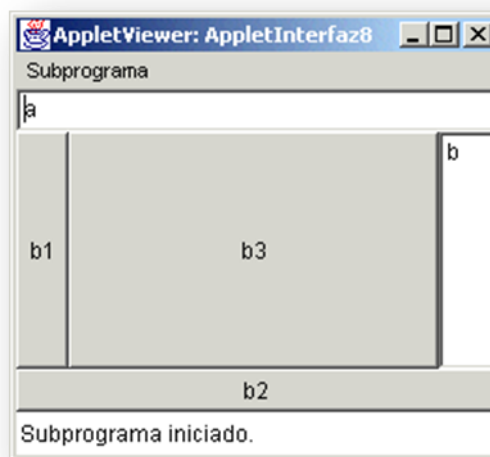 AppletViewer: AppletInterfaz8
Subprograma
a
b1 b3 b
b2
Subprograma iniciado.